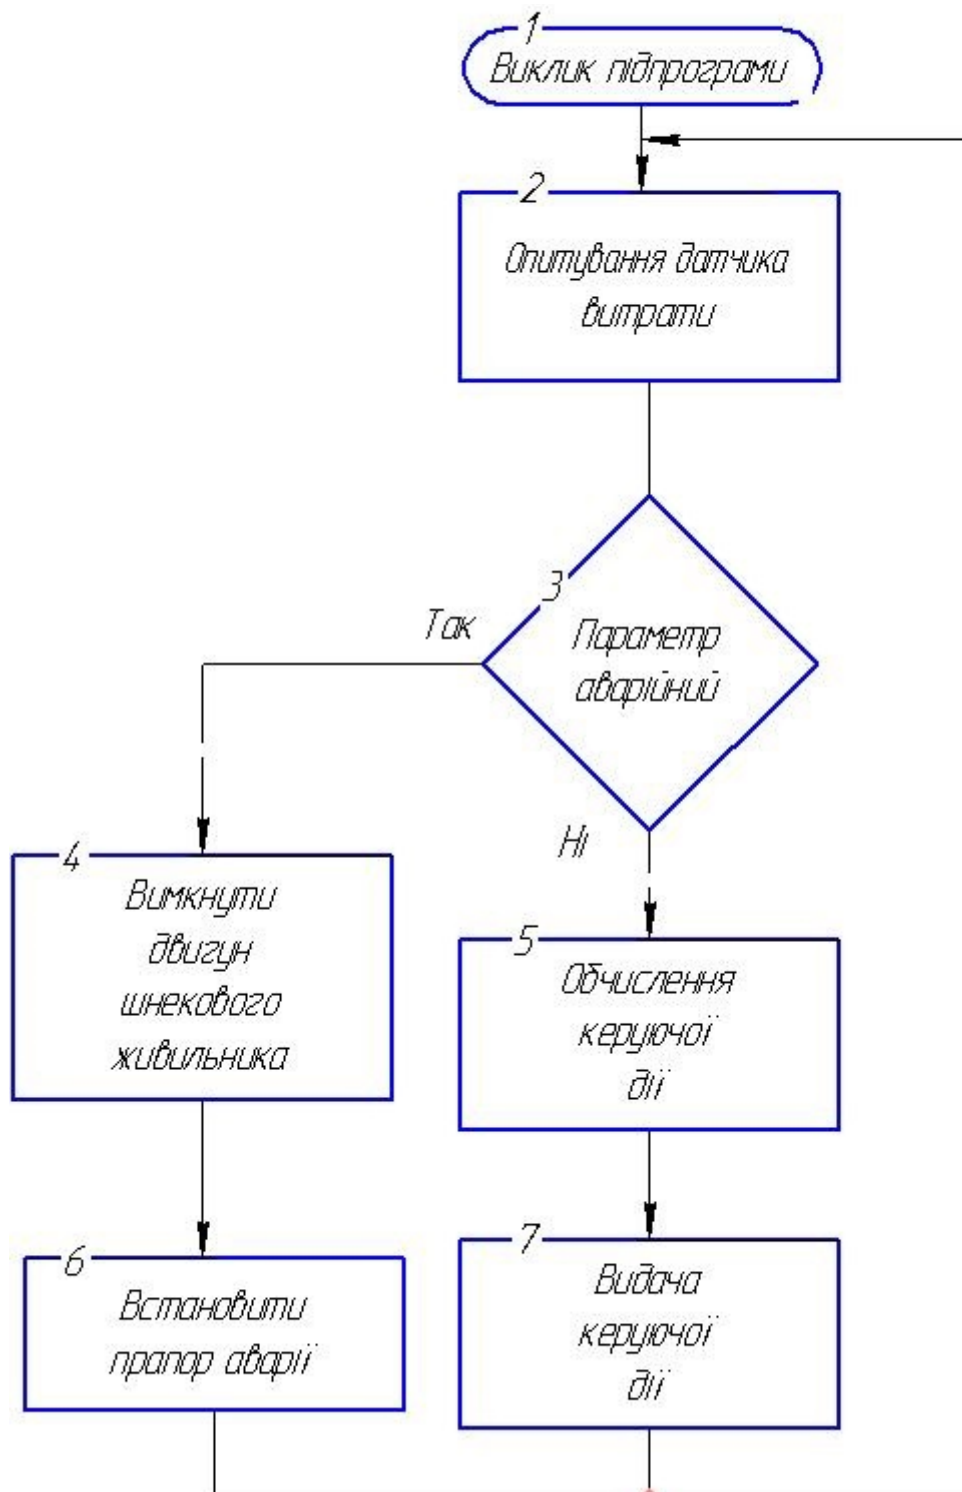 1
Виклик підпрограми
2
Опитування датчика
витрати
3
Так
Параметр
аварійний
Ні
4
Вимкнути
двигун
шнекового
живильника
5
Обчислення
керуючої
дії
6
Встановити
прапор аварії
7
Видача
керуючої
дії